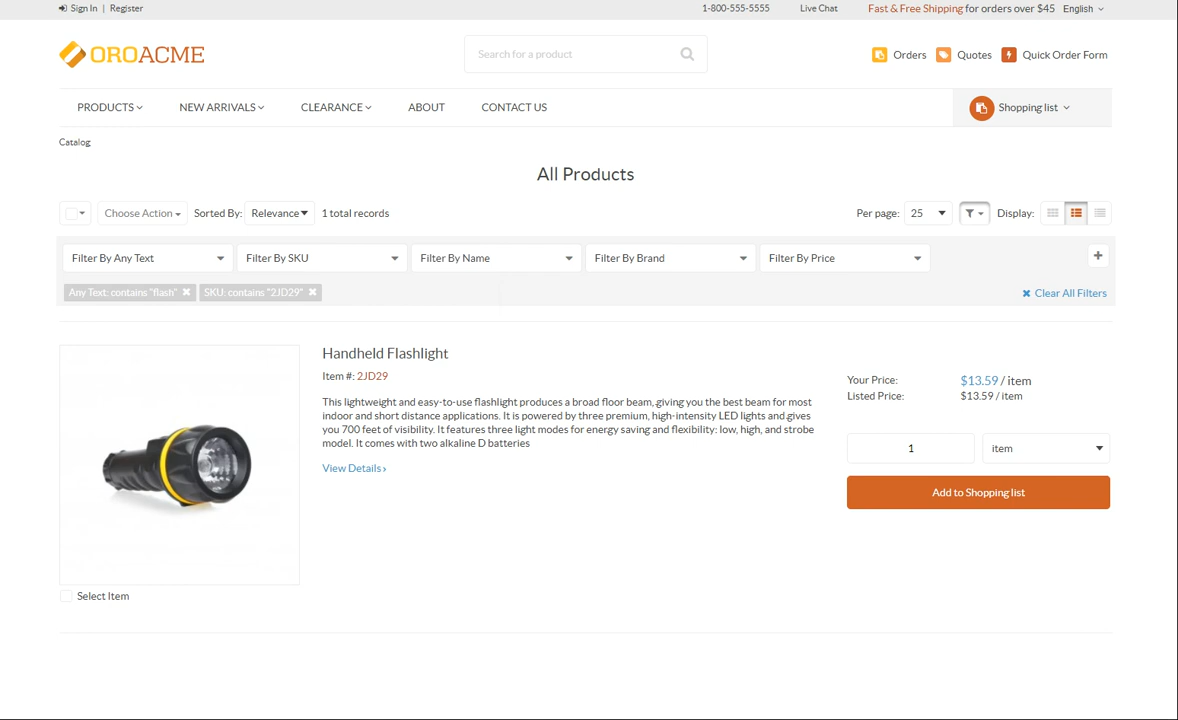 Sign In | Register 1-800-555-5555 Live Chat Fast & Free Shipping for orders over $45 English
OROACME Search for a product Orders Quotes Quick Order Form
PRODUCTS NEW ARRIVALS CLEARANCE ABOUT CONTACT US Shopping list
Catalog
All Products
Choose Action Sorted By: Relevance 1 total records Per page: 25 Display:
Filter By Any Text Filter By SKU Filter By Name Filter By Brand Filter By Price +
Any Text: contains "flash" ✖ SKU: contains "2JD29" ✖ ✖ Clear All Filters
Handheld Flashlight
Item #: 2JD29
This lightweight and easy-to-use flashlight produces a broad floor beam, giving you the best beam for most
indoor and short distance applications. It is powered by three premium, high-intensity LED lights and gives
you 700 feet of visibility. It features three light modes for energy saving and flexibility: low, high, and strobe
model. It comes with two alkaline D batteries
View Details ›
Your Price: $13.59 / item
Listed Price: $13.59 / item
1 item
Add to Shopping list
Select Item